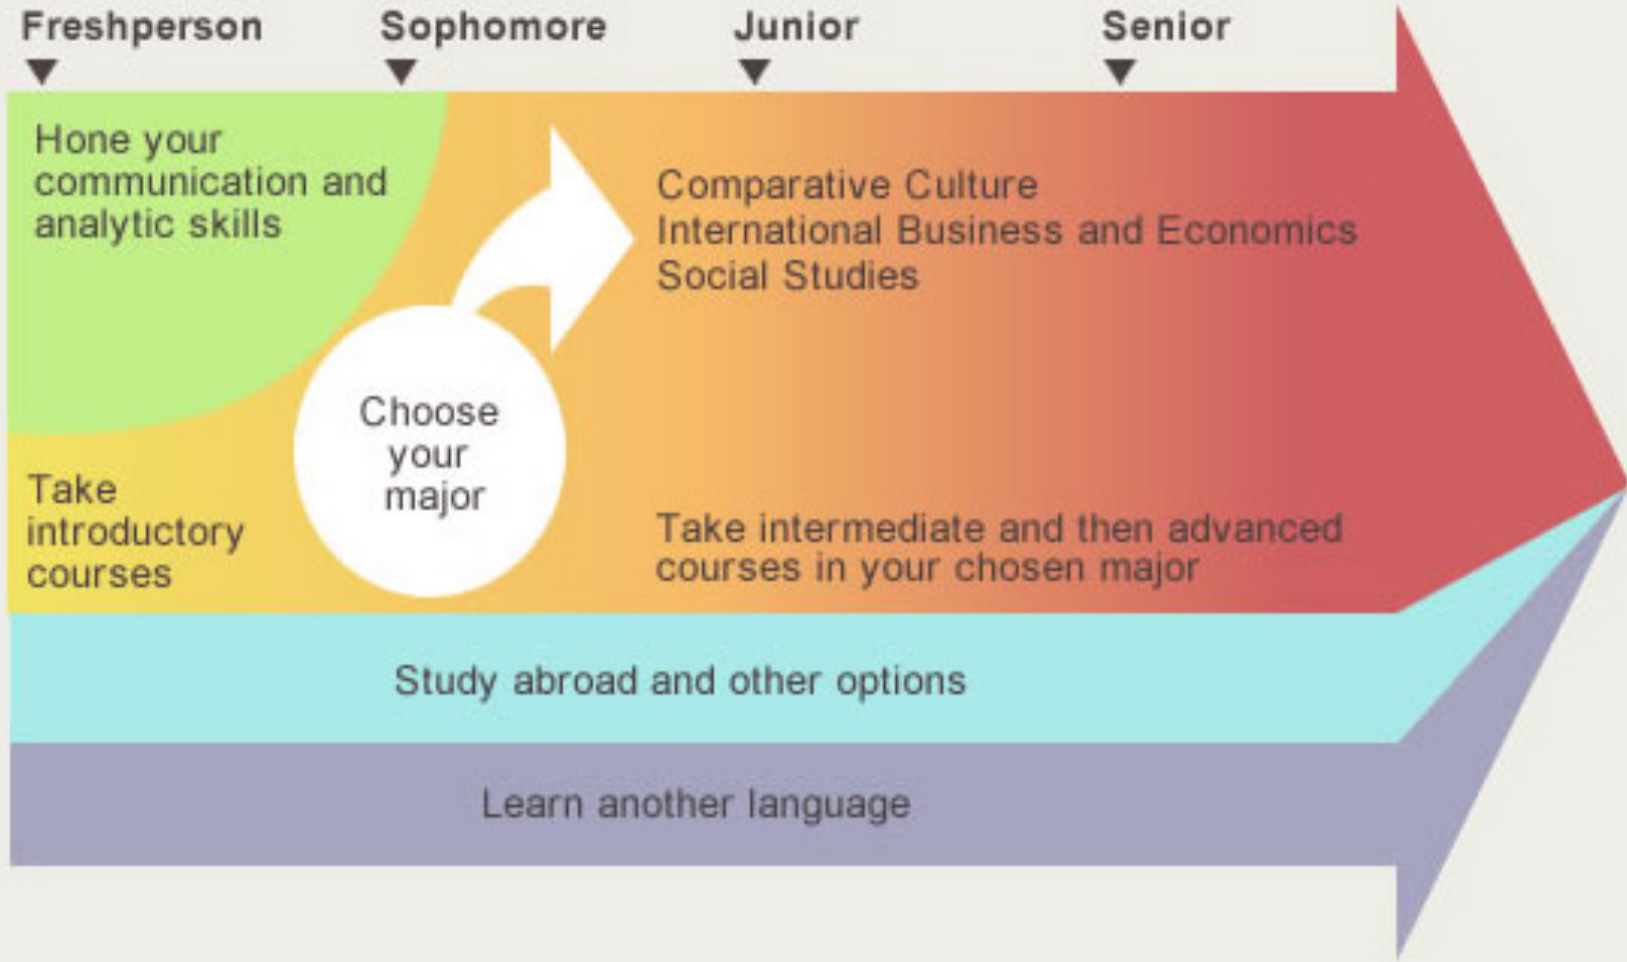 Freshperson
Sophomore
Junior
Senior
Hone your
communication and
analytic skills
Comparative Culture
International Business and Economics
Social Studies
Choose
your
major
Take
introductory
courses
Take intermediate and then advanced
courses in your chosen major
Study abroad and other options
Learn another language